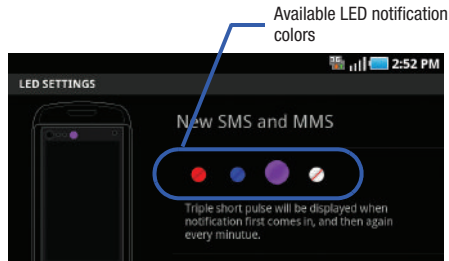 Available LED notification
colors
3G 2:52 PM
LED SETTINGS
New SMS and MMS
Triple short pulse will be displayed when
notification first comes in, and then again
every minutue.